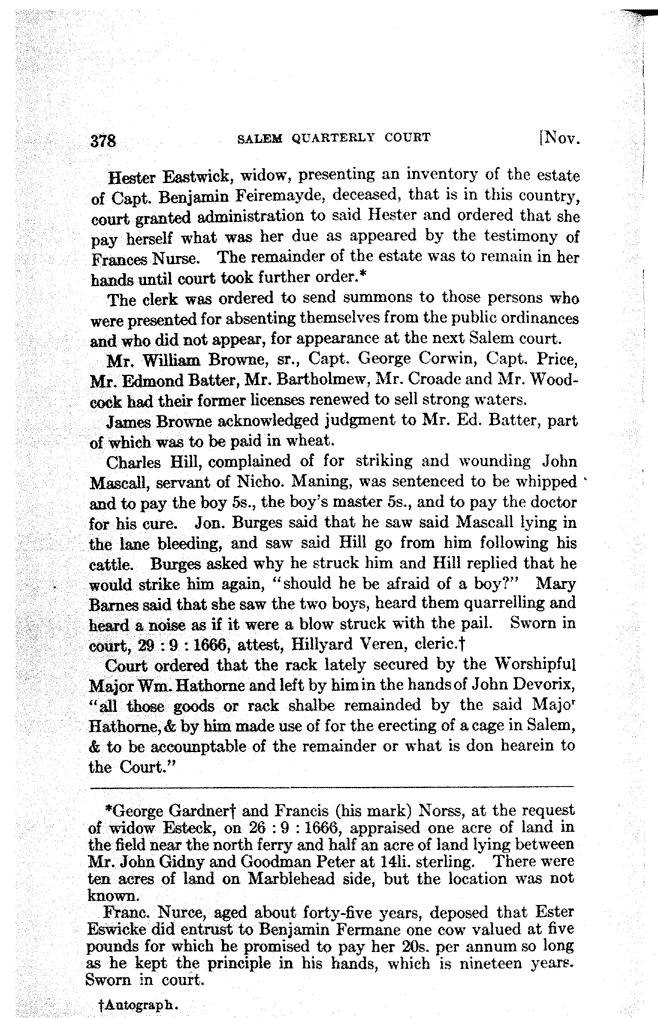 378 SALEM QUARTERLY COURT [Nov.
Hester Eastwick, widow, presenting an inventory of the estate
of Capt. Benjamin Feiremayde, deceased, that is in this country,
court granted administration to said Hester and ordered that she
pay herself what was her due as appeared by the testimony of
Frances Nurse. The remainder of the estate was to remain in her
hands until court took further order.*
The clerk was ordered to send summons to those persons who
were presented for absenting themselves from the public ordinances
and who did not appear, for appearance at the next Salem court.
Mr. William Browne, sr., Capt. George Corwin, Capt. Price,
Mr. Edmond Batter, Mr. Bartholmew, Mr. Croade and Mr. Wood-
cock had their former licenses renewed to sell strong waters.
James Browne acknowledged judgment to Mr. Ed. Batter, part
of which was to be paid in wheat.
Charles Hill, complained of for striking and wounding John
Mascall, servant of Nicho. Maning, was sentenced to be whipped
and to pay the boy 5s., the boy's master 5s., and to pay the doctor
for his cure. Jon. Burges said that he saw said Mascall lying in
the lane bleeding, and saw said Hill go from him following his
cattle. Burges asked why he struck him and Hill replied that he
would strike him again, "should he be afraid of a boy?" Mary
Barnes said that she saw the two boys, heard them quarrelling and
heard a noise as if it were a blow struck with the pail. Sworn in
court, 29 : 9 : 1666, attest, Hillyard Veren, cleric.†
Court ordered that the rack lately secured by the Worshipful
Major Wm. Hathorne and left by him in the hands of John Devorix,
"all those goods or rack shalbe remainded by the said Majoʳ
Hathorne, & by him made use of for the erecting of a cage in Salem,
& to be accounptable of the remainder or what is don hearein to
the Court."
*George Gardner† and Francis (his mark) Norss, at the request
of widow Esteck, on 26 : 9 : 1666, appraised one acre of land in
the field near the north ferry and half an acre of land lying between
Mr. John Gidny and Goodman Peter at 14li. sterling. There were
ten acres of land on Marblehead side, but the location was not
known.
Franc. Nurce, aged about forty-five years, deposed that Ester
Eswicke did entrust to Benjamin Fermane one cow valued at five
pounds for which he promised to pay her 20s. per annum so long
as he kept the principle in his hands, which is nineteen years.
Sworn in court.
†Autograph.